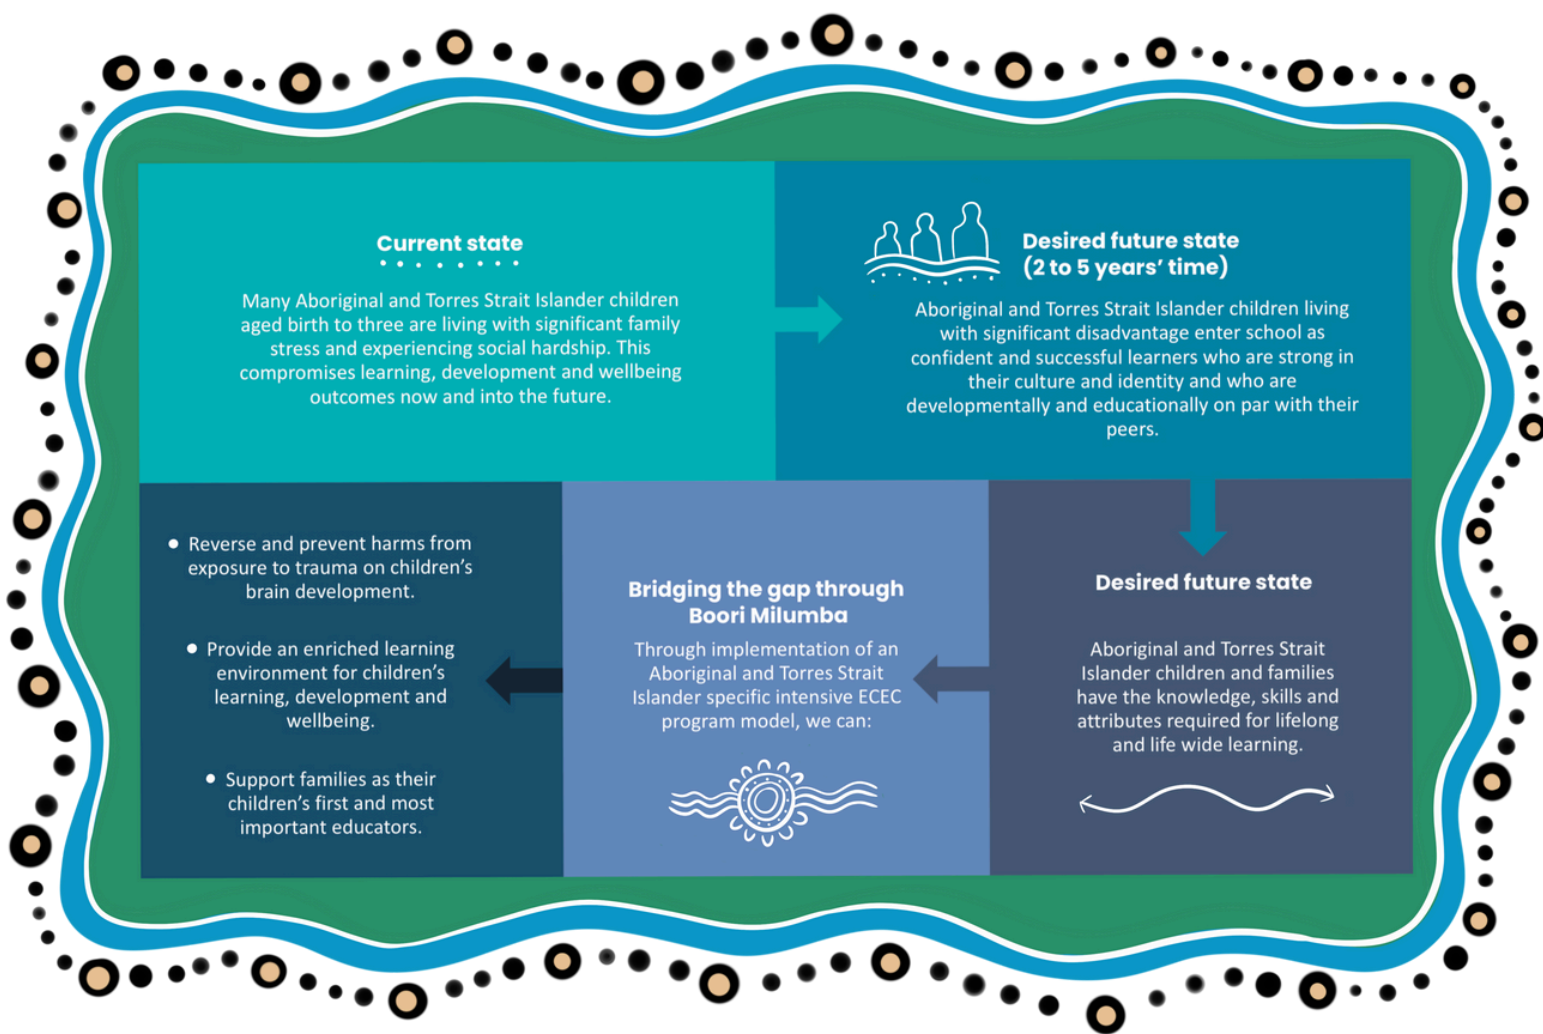 Current state
Many Aboriginal and Torres Strait Islander children
aged birth to three are living with significant family
stress and experiencing social hardship. This
compromises learning, development and wellbeing
outcomes now and into the future.
Desired future state
(2 to 5 years’ time)
Aboriginal and Torres Strait Islander children living
with significant disadvantage enter school as
confident and successful learners who are strong in
their culture and identity and who are
developmentally and educationally on par with their
peers.
Desired future state
Aboriginal and Torres Strait
Islander children and families
have the knowledge, skills and
attributes required for lifelong
and life wide learning.
Bridging the gap through
Boori Milumba
Through implementation of an
Aboriginal and Torres Strait
Islander specific intensive ECEC
program model, we can:
• Reverse and prevent harms from
exposure to trauma on children’s
brain development.
• Provide an enriched learning
environment for children’s
learning, development and
wellbeing.
• Support families as their
children’s first and most
important educators.